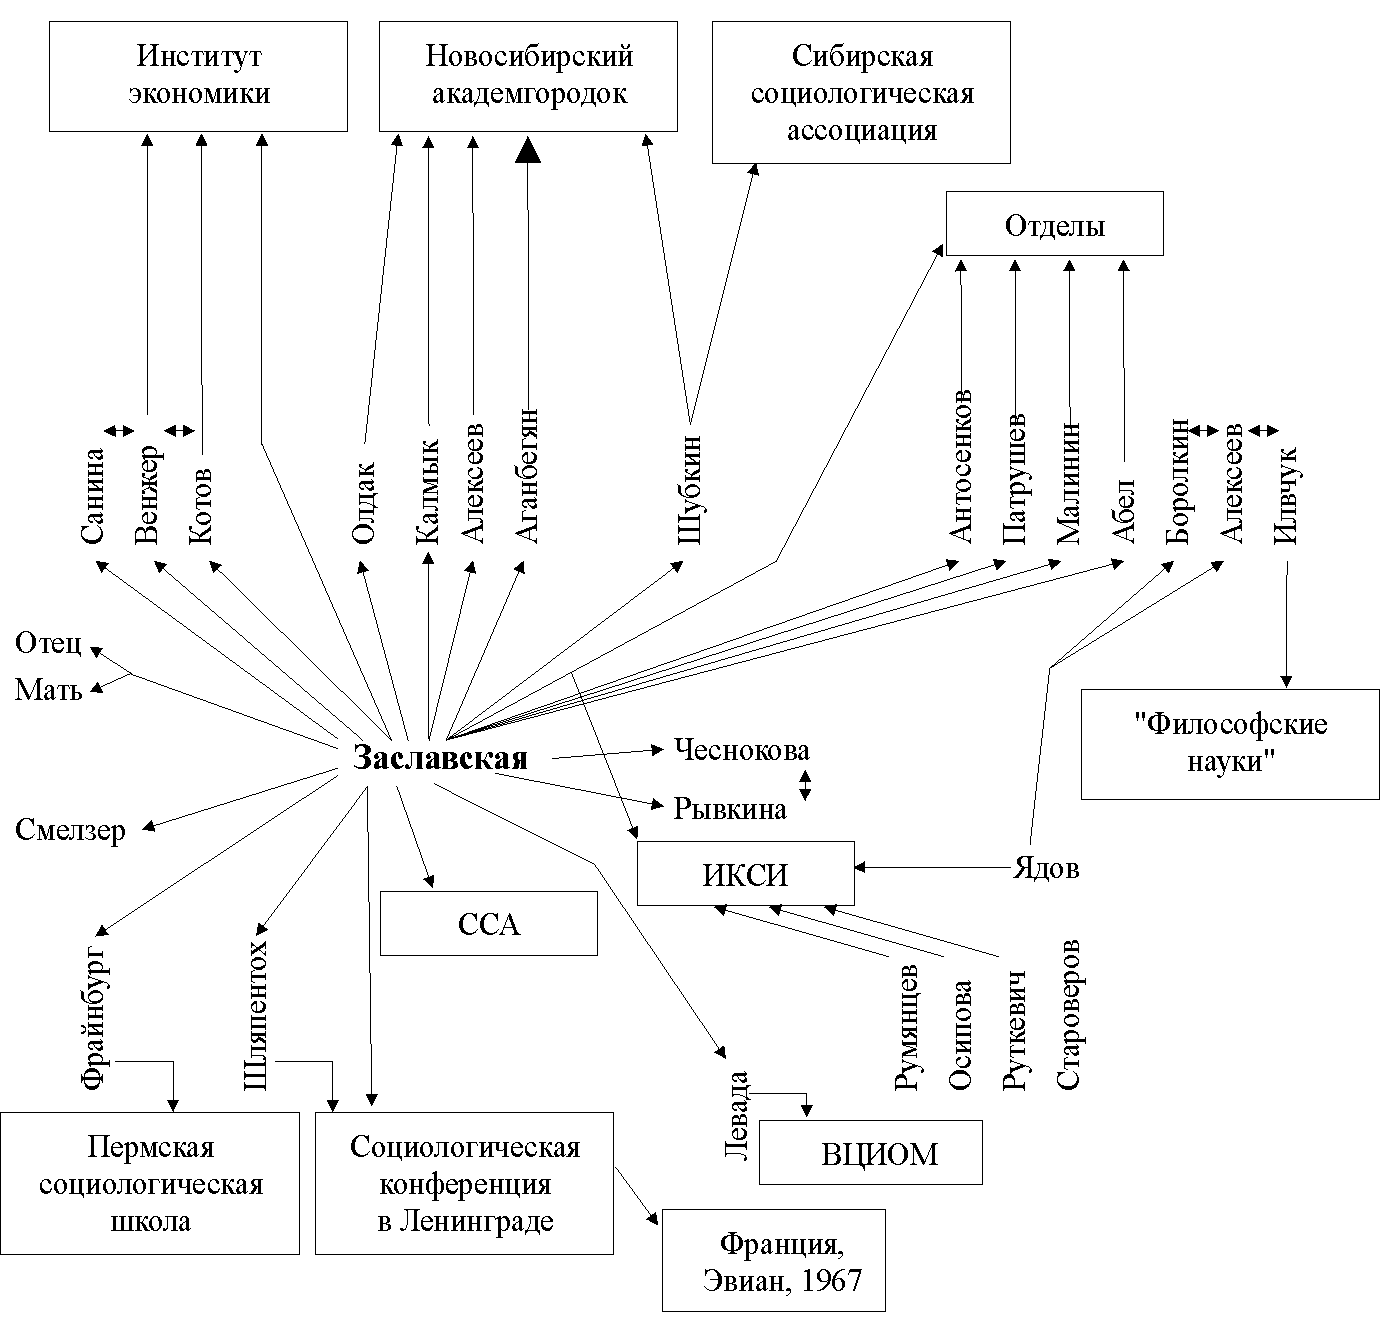 Институт
экономики
Новосибирский
академгородок
Сибирская
социологическая
ассоциация
Отделы
Санина
Венжер
Котов
Олдак
Калмык
Алексеев
Аганбегян
Шубкин
Антосенков
Патрушев
Малинин
Абел
Боролкин
Алексеев
Илвчук
Отец
Мать
"Философские
науки"
Заславская
Чеснокова
Рывкина
Смелзер
ИКСИ
Ядов
ССА
Фрайнбург
Шляпентох
Левада
Румянцев
Осипова
Руткевич
Староверов
Пермская
социологическая
школа
Социологическая
конференция
в Ленинграде
ВЦИОМ
Франция,
Эвиан, 1967